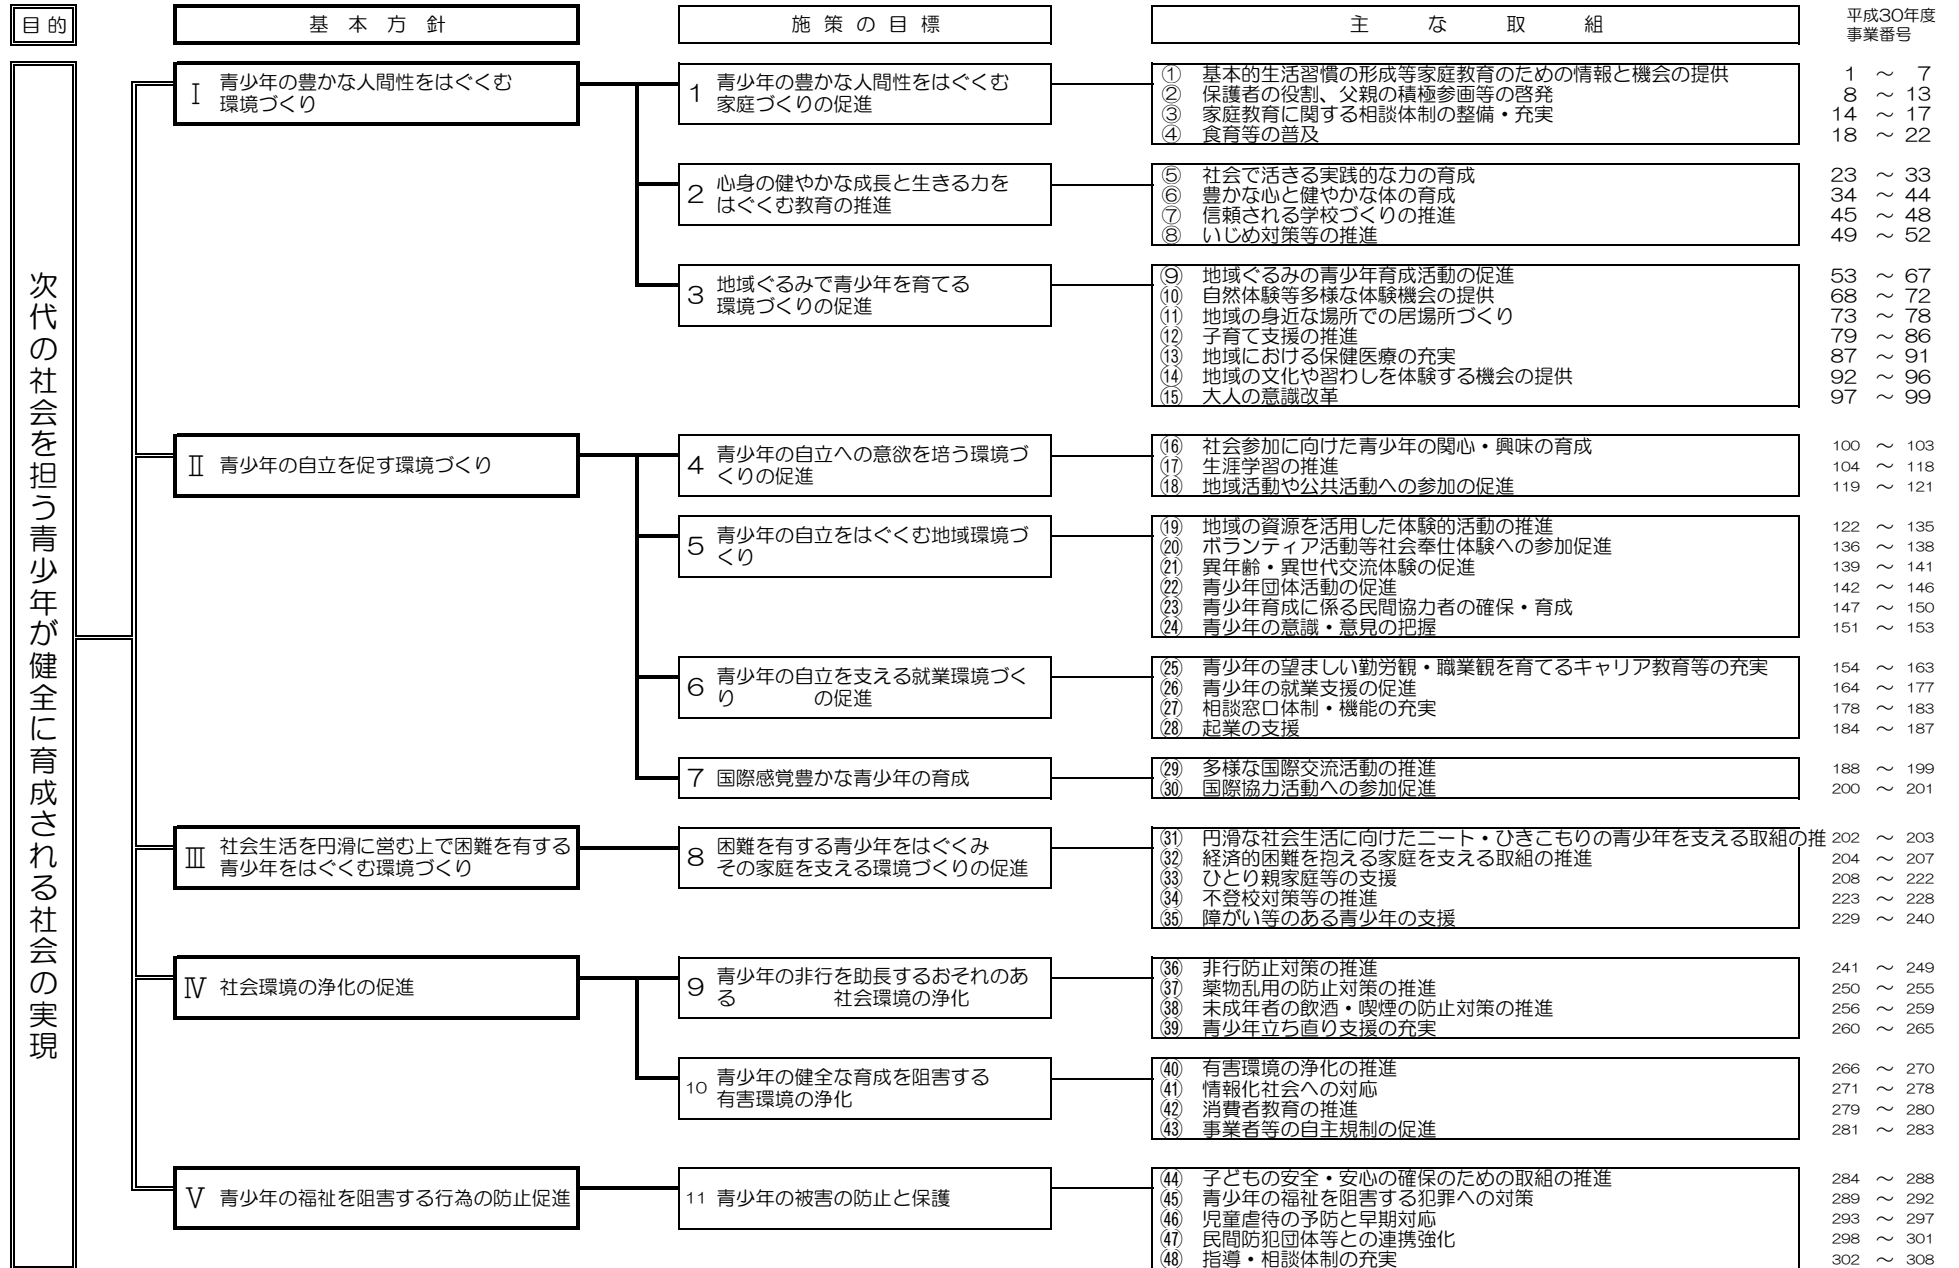 目的
基本方針
施策の目標
主な取組
平成30年度
事業番号
次代の社会を担う青少年が健全に育成される社会の実現
Ⅰ 青少年の豊かな人間性をはぐくむ
環境づくり
1 青少年の豊かな人間性をはぐくむ
家庭づくりの促進
① 基本的生活習慣の形成等家庭教育のための情報と機会の提供 1 ～ 7
② 保護者の役割、父親の積極参画等の啓発 8 ～ 13
③ 家庭教育に関する相談体制の整備・充実 14 ～ 17
④ 食育等の普及 18 ～ 22
2 心身の健やかな成長と生きる力を
はぐくむ教育の推進
⑤ 社会で活きる実践的な力の育成 23 ～ 33
⑥ 豊かな心と健やかな体の育成 34 ～ 44
⑦ 信頼される学校づくりの推進 45 ～ 48
⑧ いじめ対策等の推進 49 ～ 52
3 地域ぐるみで青少年を育てる
環境づくりの促進
⑨ 地域ぐるみの青少年育成活動の促進 53 ～ 67
⑩ 自然体験等多様な体験機会の提供 68 ～ 72
⑪ 地域の身近な場所での居場所づくり 73 ～ 78
⑫ 子育て支援の推進 79 ～ 86
⑬ 地域における保健医療の充実 87 ～ 91
⑭ 地域の文化や習わしを体験する機会の提供 92 ～ 96
⑮ 大人の意識改革 97 ～ 99
Ⅱ 青少年の自立を促す環境づくり
4 青少年の自立への意欲を培う環境づ
くりの促進
⑯ 社会参加に向けた青少年の関心・興味の育成 100 ～ 103
⑰ 生涯学習の推進 104 ～ 118
⑱ 地域活動や公共活動への参加の促進 119 ～ 121
5 青少年の自立をはぐくむ地域環境づ
くり
⑲ 地域の資源を活用した体験的活動の推進 122 ～ 135
⑳ ボランティア活動等社会奉仕体験への参加促進 136 ～ 138
㉑ 異年齢・異世代交流体験の促進 139 ～ 141
㉒ 青少年団体活動の促進 142 ～ 146
㉓ 青少年育成に係る民間協力者の確保・育成 147 ～ 150
㉔ 青少年の意識・意見の把握 151 ～ 153
6 青少年の自立を支える就業環境づく
り の促進
㉕ 青少年の望ましい勤労観・職業観を育てるキャリア教育等の充実 154 ～ 163
㉖ 青少年の就業支援の促進 164 ～ 177
㉗ 相談窓口体制・機能の充実 178 ～ 183
㉘ 起業の支援 184 ～ 187
7 国際感覚豊かな青少年の育成
㉙ 多様な国際交流活動の推進 188 ～ 199
㉚ 国際協力活動への参加促進 200 ～ 201
Ⅲ 社会生活を円滑に営む上で困難を有する
青少年をはぐくむ環境づくり
8 困難を有する青少年をはぐくみ
その家庭を支える環境づくりの促進
㉛ 円滑な社会生活に向けたニート・ひきこもりの青少年を支える取組の推 202 ～ 203
㉜ 経済的困難を抱える家庭を支える取組の推進 204 ～ 207
㉝ ひとり親家庭等の支援 208 ～ 222
㉞ 不登校対策等の推進 223 ～ 228
㉟ 障がい等のある青少年の支援 229 ～ 240
Ⅳ 社会環境の浄化の促進
9 青少年の非行を助長するおそれのあ
る 社会環境の浄化
㊱ 非行防止対策の推進 241 ～ 249
㊲ 薬物乱用の防止対策の推進 250 ～ 255
㊳ 未成年者の飲酒・喫煙の防止対策の推進 256 ～ 259
㊴ 青少年立ち直り支援の充実 260 ～ 265
10 青少年の健全な育成を阻害する
有害環境の浄化
㊵ 有害環境の浄化の推進 266 ～ 270
㊶ 情報化社会への対応 271 ～ 278
㊷ 消費者教育の推進 279 ～ 280
㊸ 事業者等の自主規制の促進 281 ～ 283
Ⅴ 青少年の福祉を阻害する行為の防止促進
11 青少年の被害の防止と保護
㊹ 子どもの安全・安心の確保のための取組の推進 284 ～ 288
㊺ 青少年の福祉を阻害する犯罪への対策 289 ～ 292
㊻ 児童虐待の予防と早期対応 293 ～ 297
㊼ 民間防犯団体等との連携強化 298 ～ 301
㊽ 指導・相談体制の充実 302 ～ 308